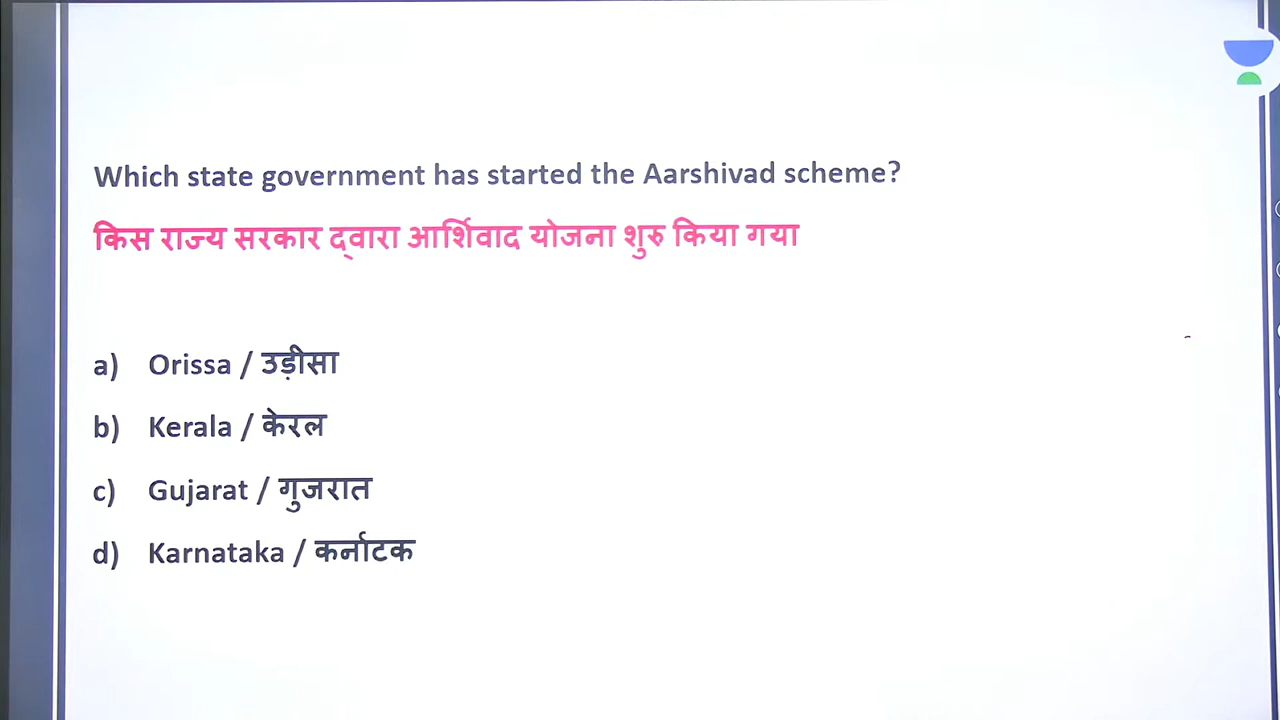 Which state government has started the Aarshivad scheme?
किस राज्य सरकार द्वारा आर्शिवाद योजना शुरु किया गया
a) Orissa / उड़ीसा
b) Kerala / केरल
c) Gujarat / गुजरात
d) Karnataka / कर्नाटक